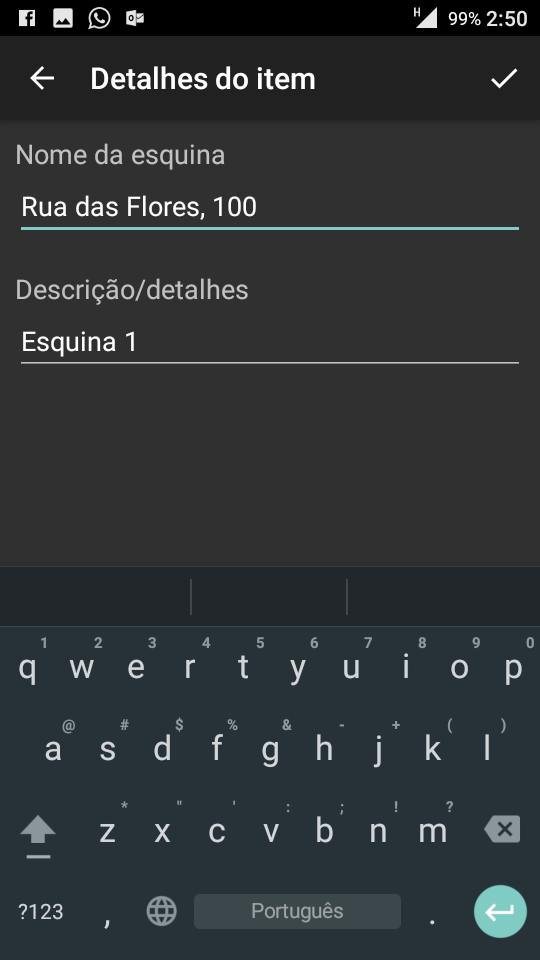 H 99% 2:50
Detalhes do item
Nome da esquina
Rua das Flores, 100
Descrição/detalhes
Esquina 1
1 2 3 4 5 6 7 8 9 0
q w e r t y u i o p
@ # $ % & - + ( )
a s d f g h j k l
* " ' : ; ! ?
z x c v b n m
?123 , Português .